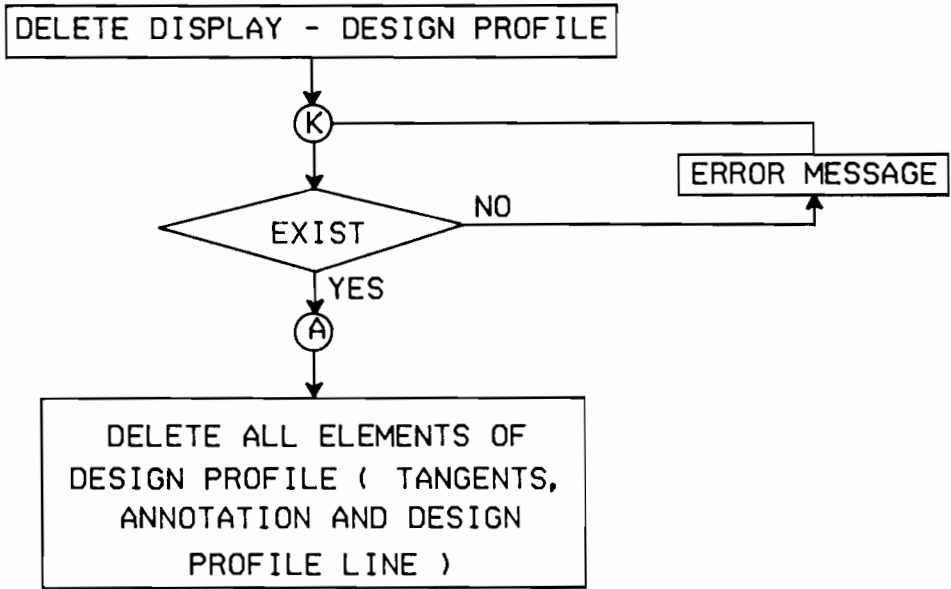 DELETE DISPLAY - DESIGN PROFILE
K
ERROR MESSAGE
NO
EXIST
YES
A
DELETE ALL ELEMENTS OF
DESIGN PROFILE ( TANGENTS,
ANNOTATION AND DESIGN
PROFILE LINE )